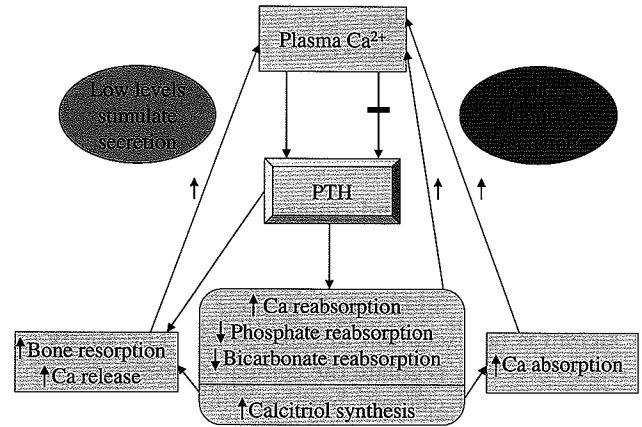 Plasma Ca²⁺
Low levels
stimulate
secretion
PTH
↑Ca reabsorption
↓Phosphate reabsorption
↓Bicarbonate reabsorption
↑Calcitriol synthesis
↑Bone resorption
↑Ca release
↑Ca absorption